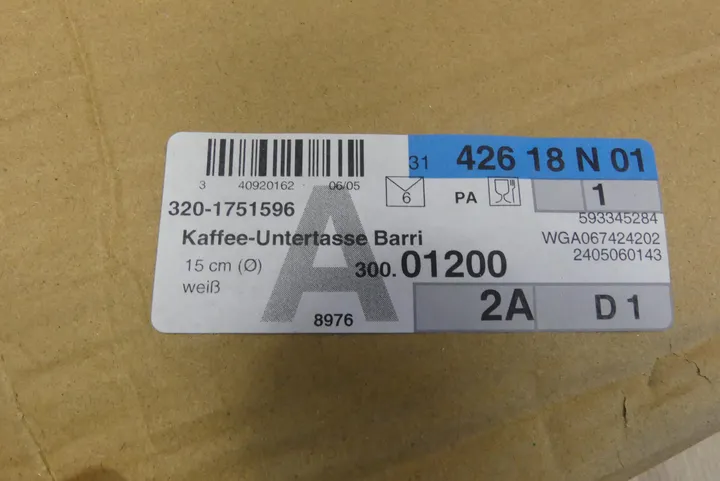 31 426 18 N 01
3 40920162 06/05
6 PA 1
320-1751596
593345284
Kaffee-Untertasse Barri
WGA067424202
15 cm (Ø)
300.01200
2405060143
weiß
A
8976
2A D 1